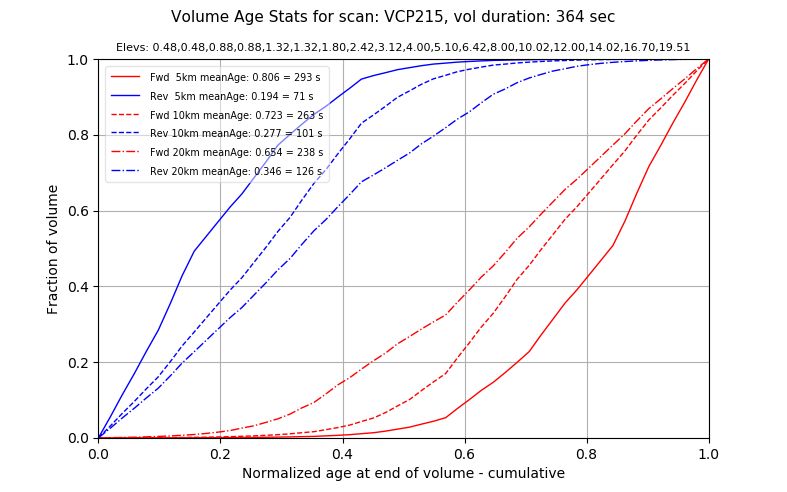 Volume Age Stats for scan: VCP215, vol duration: 364 sec
Elevs: 0.48,0.48,0.88,0.88,1.32,1.32,1.80,2.42,3.12,4.00,5.10,6.42,8.00,10.02,12.00,14.02,16.70,19.51
1.0
0.8
0.6
0.4
0.2
0.0
Fraction of volume
Fwd 5km meanAge: 0.806 = 293 s
Rev 5km meanAge: 0.194 = 71 s
Fwd 10km meanAge: 0.723 = 263 s
Rev 10km meanAge: 0.277 = 101 s
Fwd 20km meanAge: 0.654 = 238 s
Rev 20km meanAge: 0.346 = 126 s
0.0 0.2 0.4 0.6 0.8 1.0
Normalized age at end of volume - cumulative